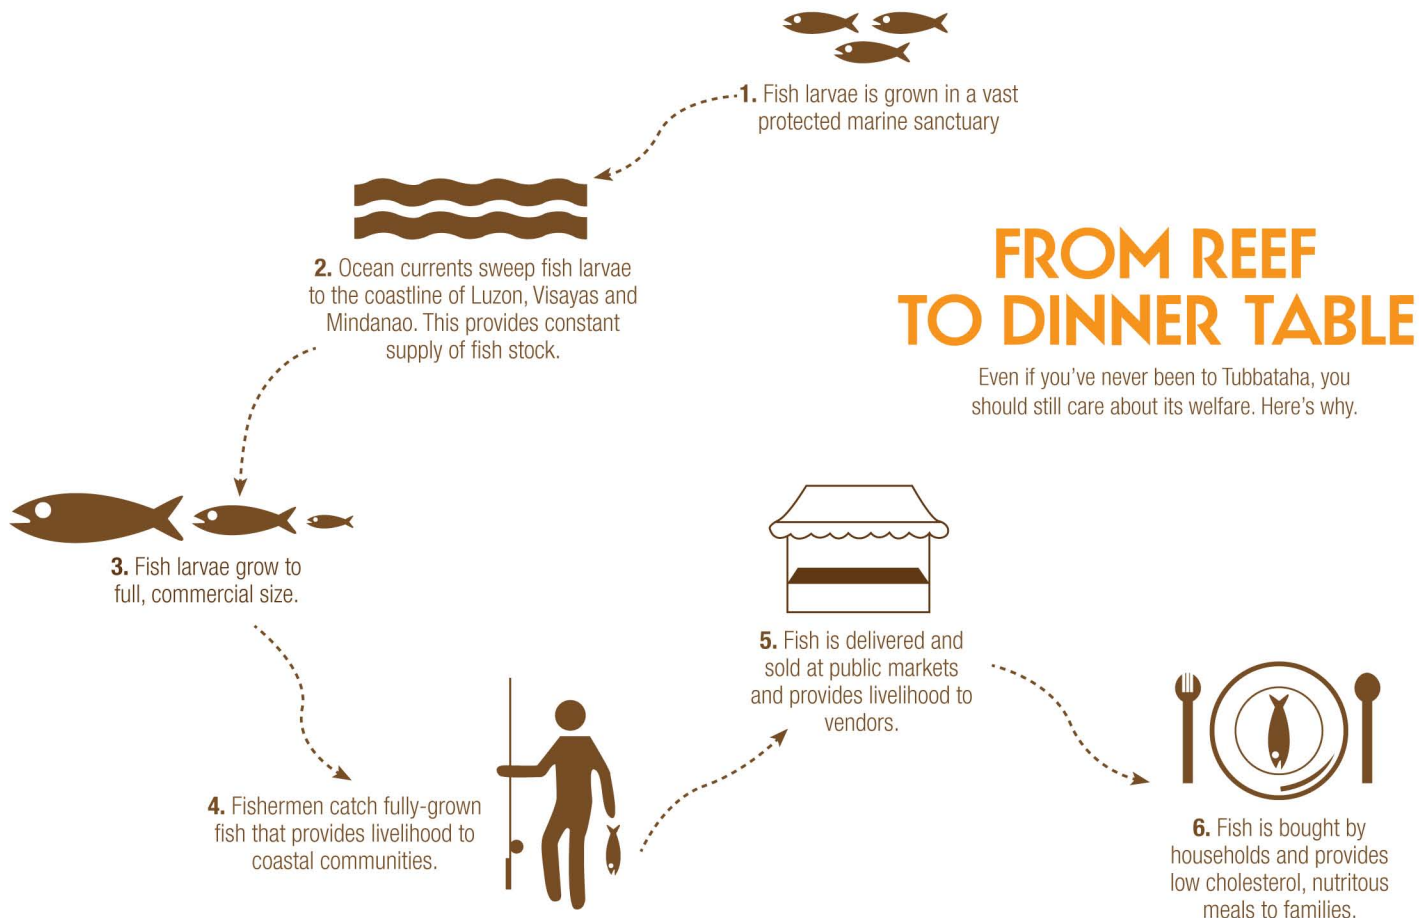 1. Fish larvae is grown in a vast
protected marine sanctuary
2. Ocean currents sweep fish larvae
to the coastline of Luzon, Visayas and
Mindanao. This provides constant
supply of fish stock.
FROM REEF
TO DINNER TABLE
Even if you've never been to Tubbataha, you
should still care about its welfare. Here's why.
3. Fish larvae grow to
full, commercial size.
4. Fishermen catch fully-grown
fish that provides livelihood to
coastal communities.
5. Fish is delivered and
sold at public markets
and provides livelihood to
vendors.
6. Fish is bought by
households and provides
low cholesterol, nutritous
meals to families.